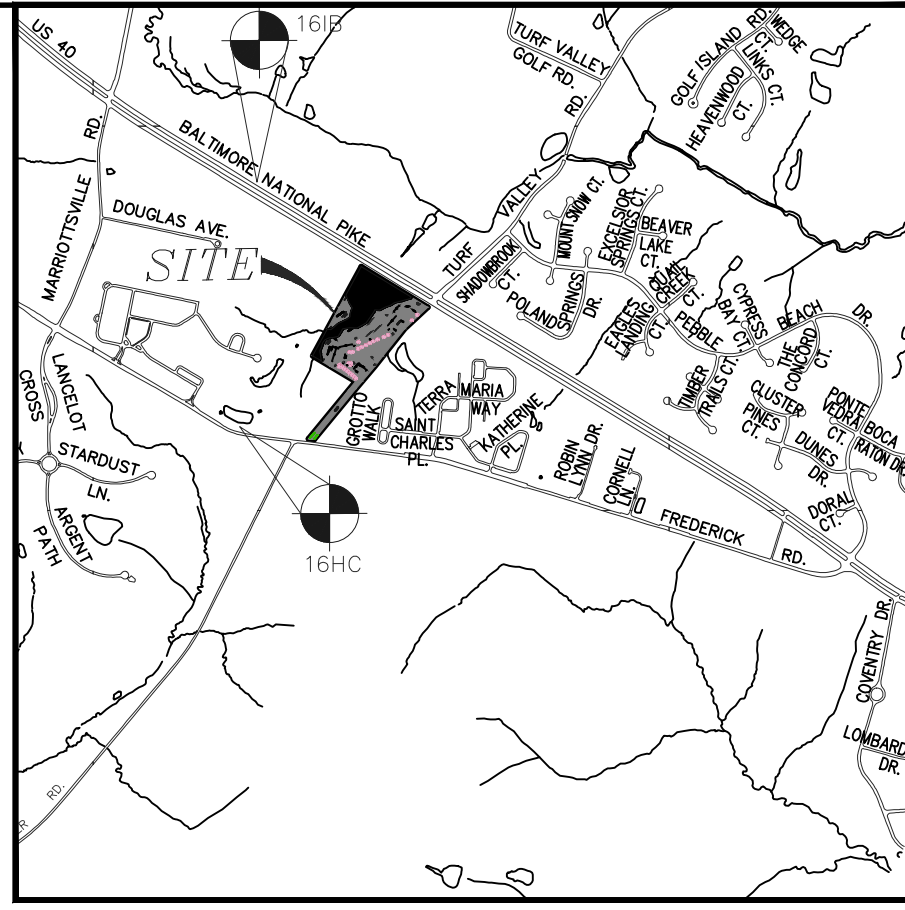 US 40
16IB
TURF VALLEY
RD.
GOLF RD.
GOLF ISLAND RD.
WEDGE
CT.
LINKS CT.
HEAVENWOOD
CT.
MARRIOTTSVILLE
RD.
BALTIMORE NATIONAL PIKE
DOUGLAS AVE.
SITE
TURF
VALLEY
SHADOWBROOK
CT.
MOUNT SNOW CT.
EXCELSIOR
SPRINGS CT.
BEAVER
LAKE
CT.
POLAND
SPRINGS
DR.
EAGLES
LANDING
CT.
QUAIL
CREEK
CT.
CYPRESS
BAY
CT.
PEBBLE
BEACH
DR.
THE
CONCORD
CT.
TIMBER
TRAILS CT.
CLUSTER
PINES
CT.
DUNES
DR.
PONTE
VEDRA
CT.
BOCA
RATON DR.
DORAL
CT.
LANCELOT
CROSS
STARDUST
LN.
ARGENT
PATH
GROTTO
WALK
TERRA
MARIA
WAY
SAINT
CHARLES
PL.
KATHERINE
PL.
ROBIN
LYNN DR.
CORNELL
LN.
FREDERICK
RD.
16HC
COVENTRY DR.
LOMBARD
DR.
RD.